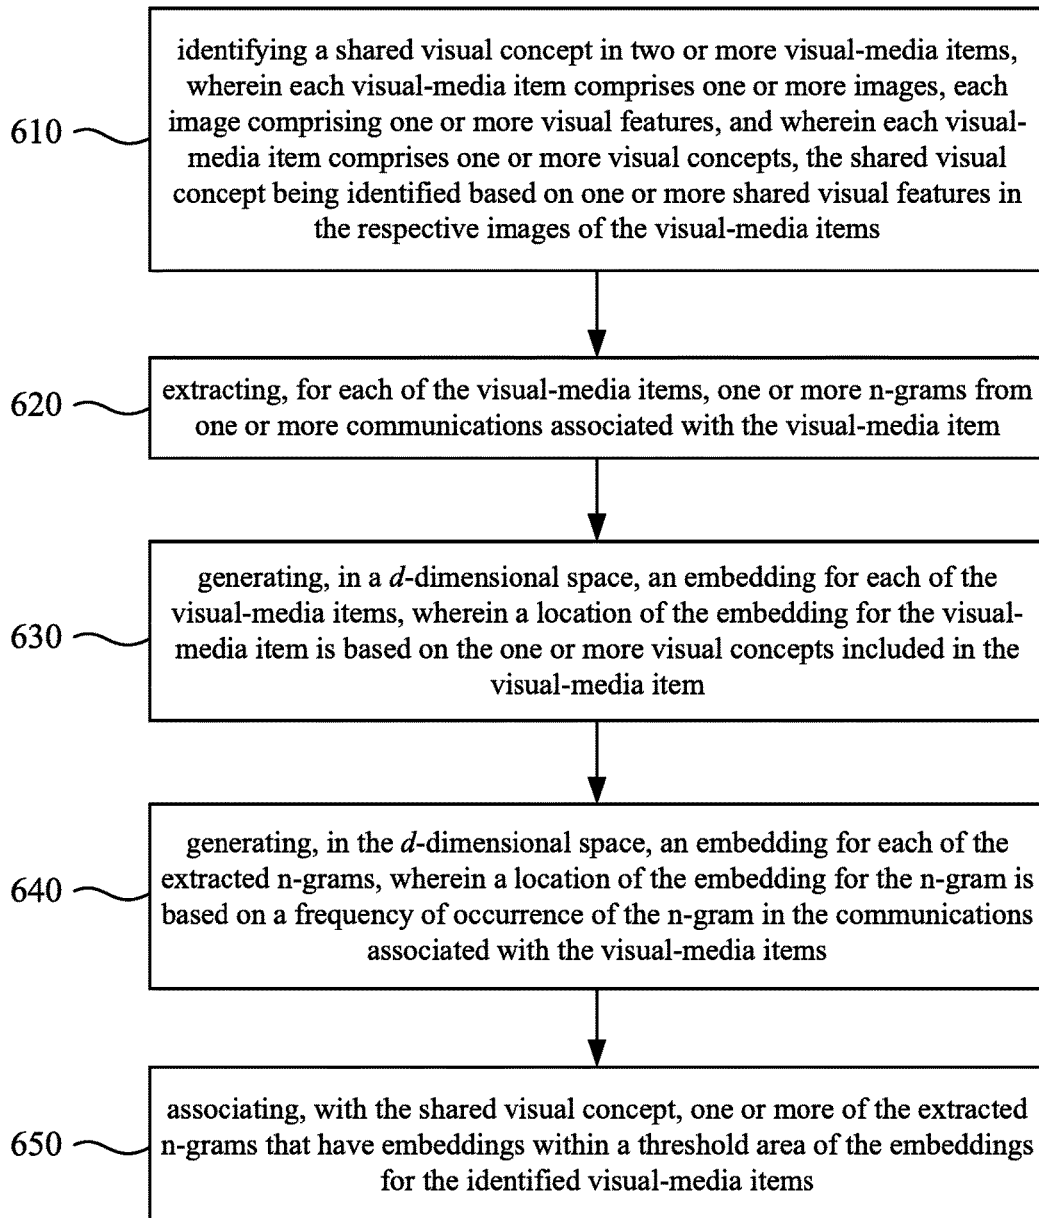 identifying a shared visual concept in two or more visual-media items,
wherein each visual-media item comprises one or more images, each
610
image comprising one or more visual features, and wherein each visual-
media item comprises one or more visual concepts, the shared visual
concept being identified based on one or more shared visual features in
the respective images of the visual-media items
620
extracting, for each of the visual-media items, one or more n-grams from
one or more communications associated with the visual-media item
generating, in a d-dimensional space, an embedding for each of the
visual-media items, wherein a location of the embedding for the visual-
630
media item is based on the one or more visual concepts included in the
visual-media item
generating, in the d-dimensional space, an embedding for each of the
640
extracted n-grams, wherein a location of the embedding for the n-gram is
based on a frequency of occurrence of the n-gram in the communications
associated with the visual-media items
associating, with the shared visual concept, one or more of the extracted
650
n-grams that have embeddings within a threshold area of the embeddings
for the identified visual-media items